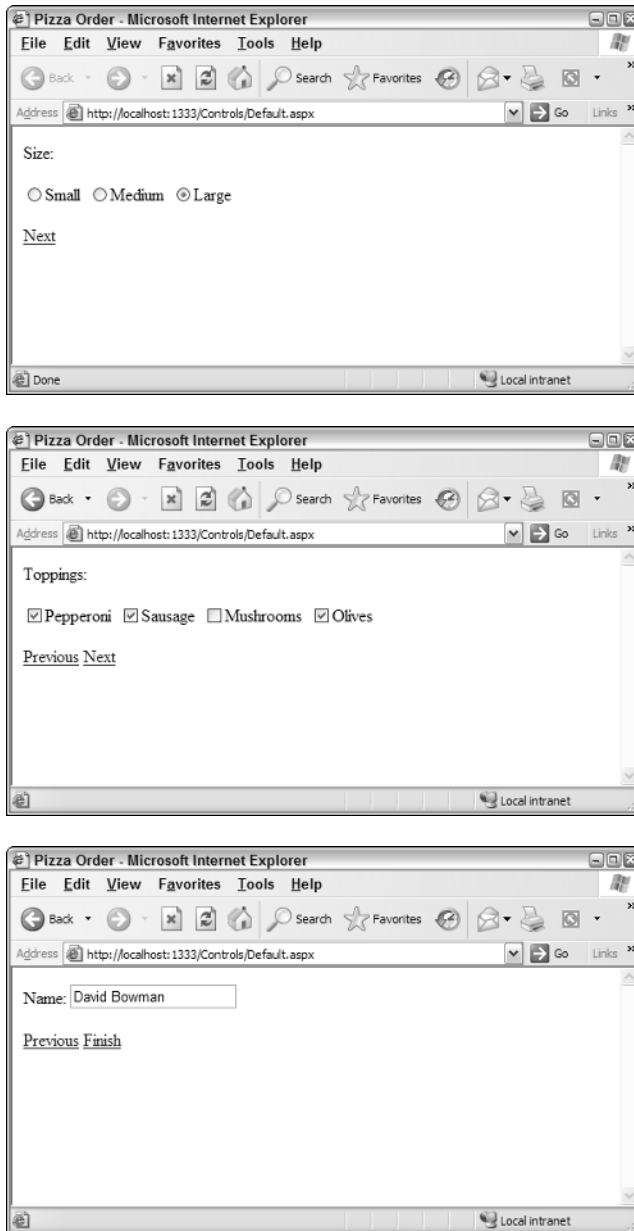 Pizza Order - Microsoft Internet Explorer
File Edit View Favorites Tools Help
Back Search Favorites »
Address http://localhost:1333/Controls/Default.aspx Go Links »
Size:
Small Medium Large
Next
Done Local intranet
Pizza Order - Microsoft Internet Explorer
File Edit View Favorites Tools Help
Back Search Favorites »
Address http://localhost:1333/Controls/Default.aspx Go Links »
Toppings:
Pepperoni Sausage Mushrooms Olives
Previous Next
Local intranet
Pizza Order - Microsoft Internet Explorer
File Edit View Favorites Tools Help
Back Search Favorites »
Address http://localhost:1333/Controls/Default.aspx Go Links »
Name: David Bowman
Previous Finish
Local intranet